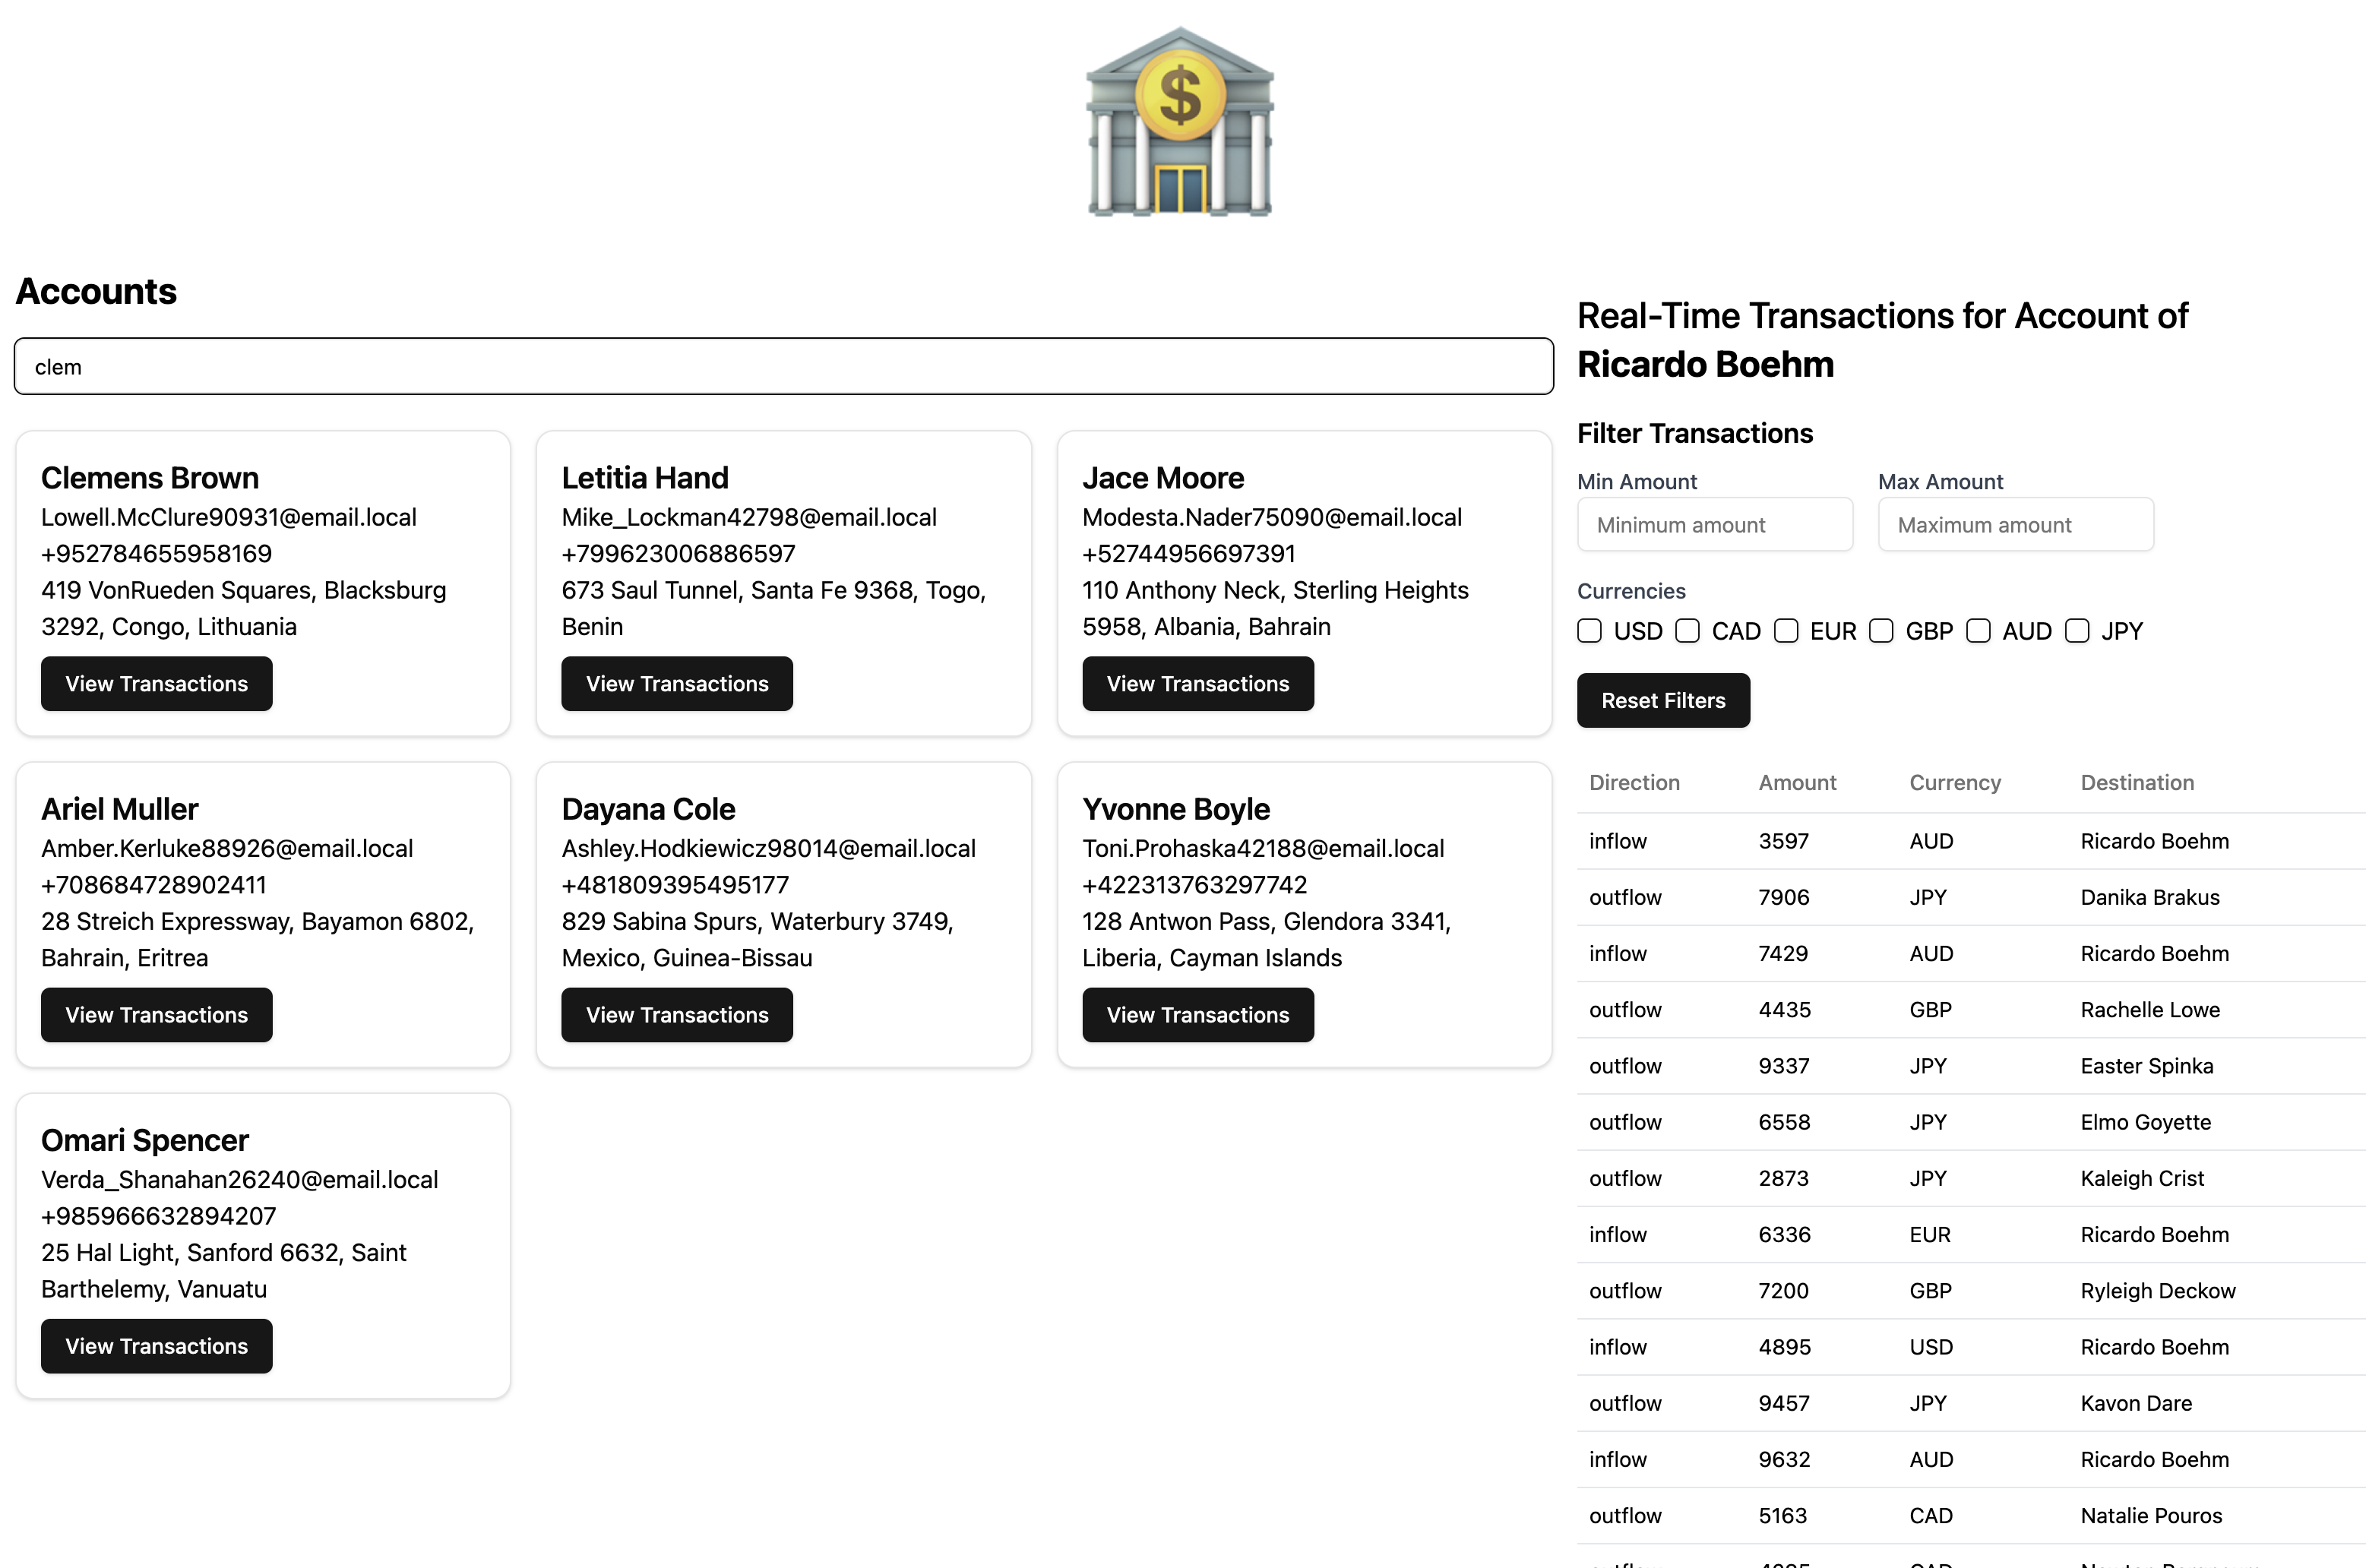 $
Accounts
clem
Clemens Brown
Lowell.McClure90931@email.local
+952784655958169
419 VonRueden Squares, Blacksburg
3292, Congo, Lithuania
View Transactions
Letitia Hand
Mike_Lockman42798@email.local
+799623006886597
673 Saul Tunnel, Santa Fe 9368, Togo,
Benin
View Transactions
Jace Moore
Modesta.Nader75090@email.local
+52744956697391
110 Anthony Neck, Sterling Heights
5958, Albania, Bahrain
View Transactions
Ariel Muller
Amber.Kerluke88926@email.local
+708684728902411
28 Streich Expressway, Bayamon 6802,
Bahrain, Eritrea
View Transactions
Dayana Cole
Ashley.Hodkiewicz98014@email.local
+481809395495177
829 Sabina Spurs, Waterbury 3749,
Mexico, Guinea-Bissau
View Transactions
Yvonne Boyle
Toni.Prohaska42188@email.local
+422313763297742
128 Antwon Pass, Glendora 3341,
Liberia, Cayman Islands
View Transactions
Omari Spencer
Verda_Shanahan26240@email.local
+985966632894207
25 Hal Light, Sanford 6632, Saint
Barthelemy, Vanuatu
View Transactions
Real-Time Transactions for Account of
Ricardo Boehm
Filter Transactions
Min Amount Max Amount
Minimum amount Maximum amount
Currencies
USD CAD EUR GBP AUD JPY
Reset Filters
Direction Amount Currency Destination
inflow 3597 AUD Ricardo Boehm
outflow 7906 JPY Danika Brakus
inflow 7429 AUD Ricardo Boehm
outflow 4435 GBP Rachelle Lowe
outflow 9337 JPY Easter Spinka
outflow 6558 JPY Elmo Goyette
outflow 2873 JPY Kaleigh Crist
inflow 6336 EUR Ricardo Boehm
outflow 7200 GBP Ryleigh Deckow
inflow 4895 USD Ricardo Boehm
outflow 9457 JPY Kavon Dare
inflow 9632 AUD Ricardo Boehm
outflow 5163 CAD Natalie Pouros